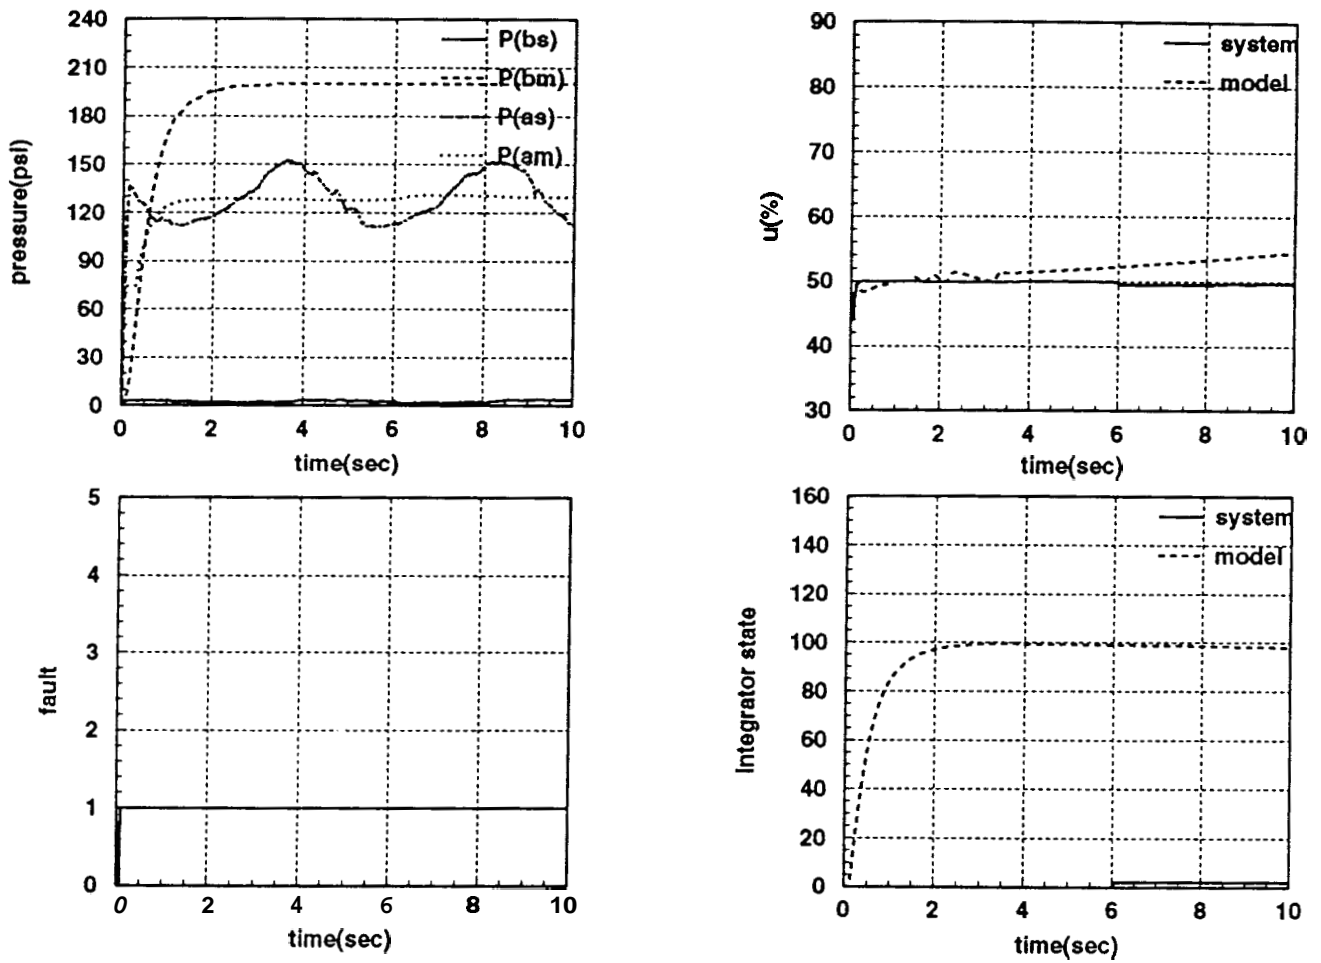 240
210
180
150
120
90
60
30
0
pressure(psi)
P(bs)
P(bm)
P(as)
P(am)
0 2 4 6 8 10
time(sec)
90
80
70
60
50
40
30
u(%)
system
model
0 2 4 6 8 10
time(sec)
5
4
3
2
1
0
fault
0 2 4 6 8 10
time(sec)
160
140
120
100
80
60
40
20
0
Integrator state
system
model
0 2 4 6 8 10
time(sec)